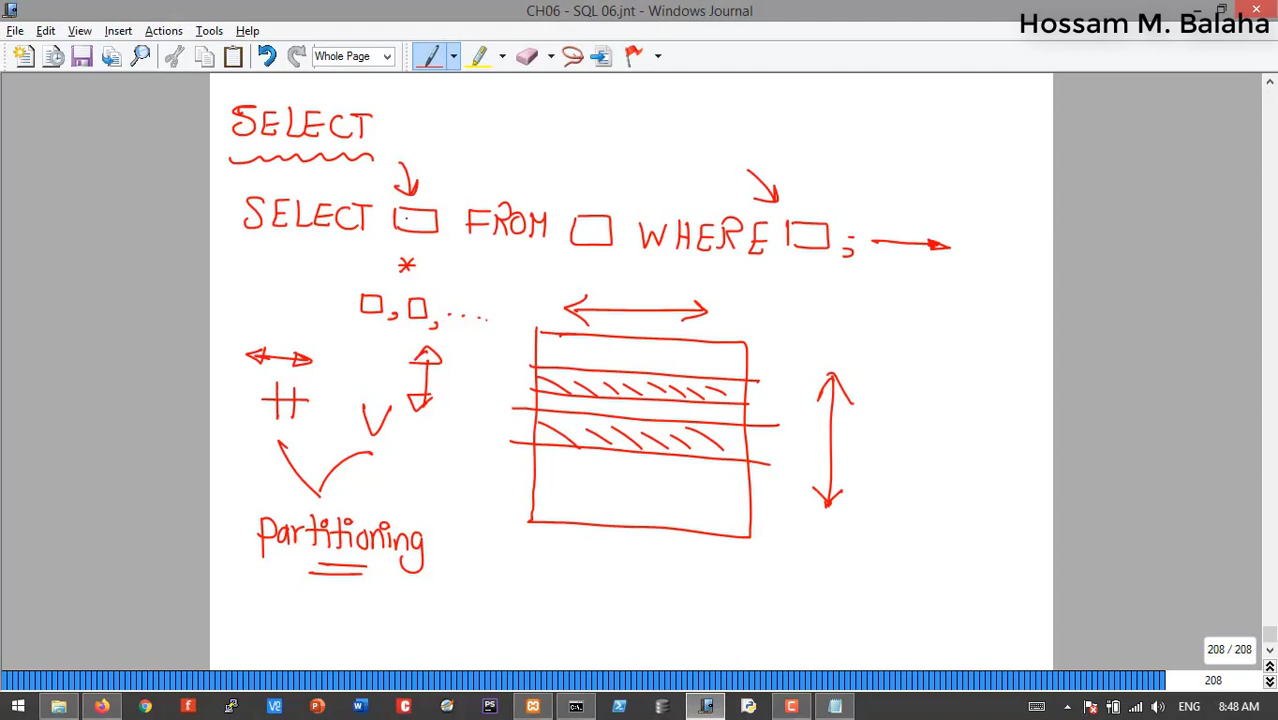 CH06 - SQL 06.jnt - Windows Journal
Hossam M. Balaha
File Edit View Insert Actions Tools Help
Whole Page
SELECT
SELECT FROM WHERE ;
*
, , .....
H V
partitioning
208 / 208
208
ENG 8:48 AM